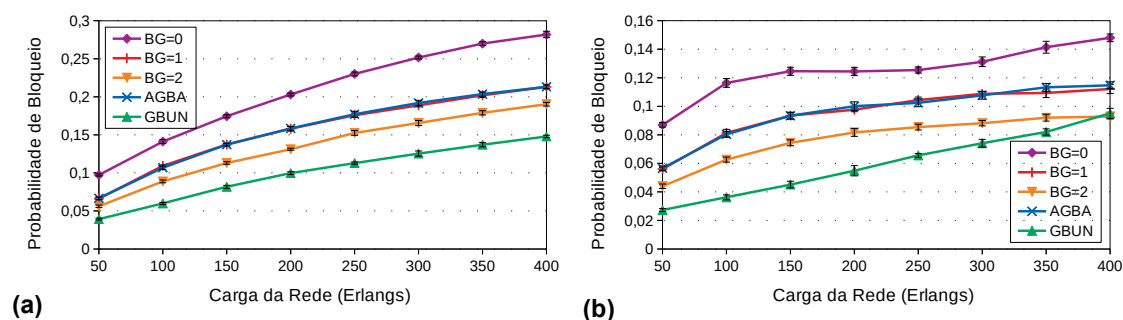 Probabilidade de Bloqueio
0,3
0,25
0,2
0,15
0,1
0,05
0
BG=0
BG=1
BG=2
AGBA
GBUN
50 100 150 200 250 300 350 400
Carga da Rede (Erlangs)
(a)
Probabilidade de Bloqueio
0,16
0,14
0,12
0,1
0,08
0,06
0,04
0,02
0
BG=0
BG=1
BG=2
AGBA
GBUN
50 100 150 200 250 300 350 400
Carga da Rede (Erlangs)
(b)